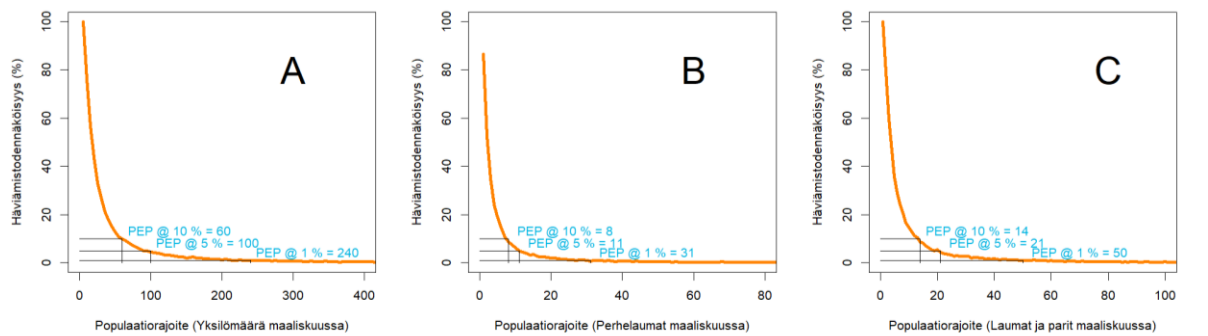 A
Häviämistodennäköisyys (%)
100
80
60
40
20
0
PEP @ 10 % = 60
PEP @ 5 % = 100
PEP @ 1 % = 240
0 100 200 300 400
Populaatiorajoite (Yksilömäärä maaliskuussa)
B
Häviämistodennäköisyys (%)
100
80
60
40
20
0
PEP @ 10 % = 8
PEP @ 5 % = 11
PEP @ 1 % = 31
0 20 40 60 80
Populaatiorajoite (Perhelaumat maaliskuussa)
C
Häviämistodennäköisyys (%)
100
80
60
40
20
0
PEP @ 10 % = 14
PEP @ 5 % = 21
PEP @ 1 % = 50
0 20 40 60 80 100
Populaatiorajoite (Laumat ja parit maaliskuussa)